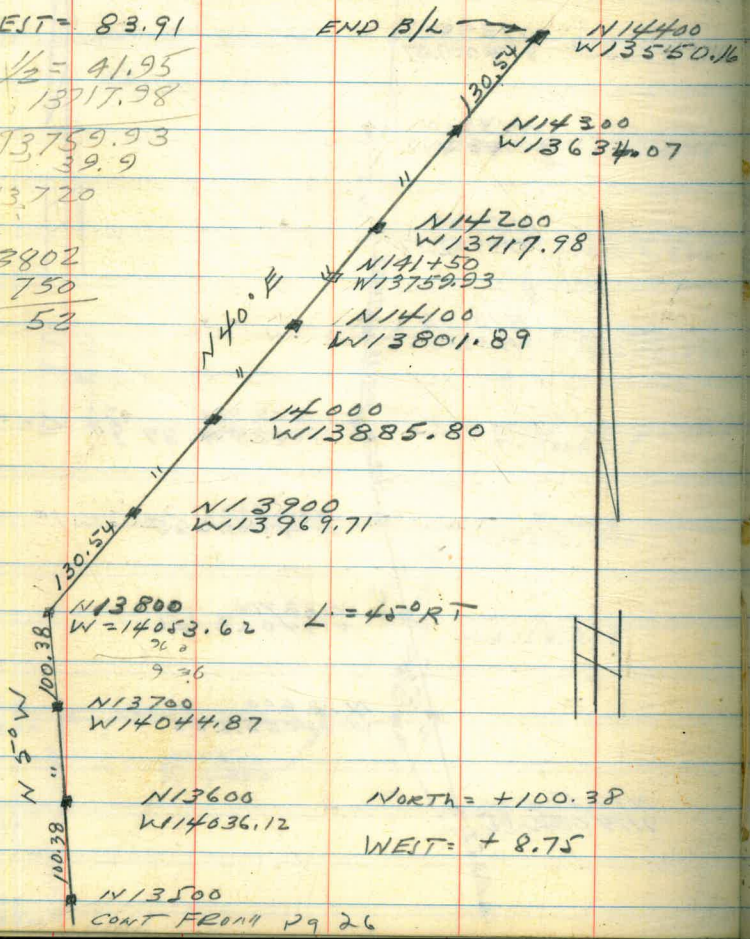 EST = 83.91
1/2 = 41.95
13717.98
13759.93
39.9
3,720
3802
750
52
END B/L
N14400
W13550.16
130.54
N14300
W13634.07
"
N14200
W13717.98
N141+50
W13759.93
N40°E
N14100
W13801.89
"
14000
W13885.80
"
N13900
W13969.71
130.54
N13800
W=14053.62
L = 45° RT
100.38
N13700
W14044.87
N 5° W
"
N13600
W14036.12
NORTH = +100.38
WEST = + 8.75
100.38
N13500
CONT FROM pg 26
N